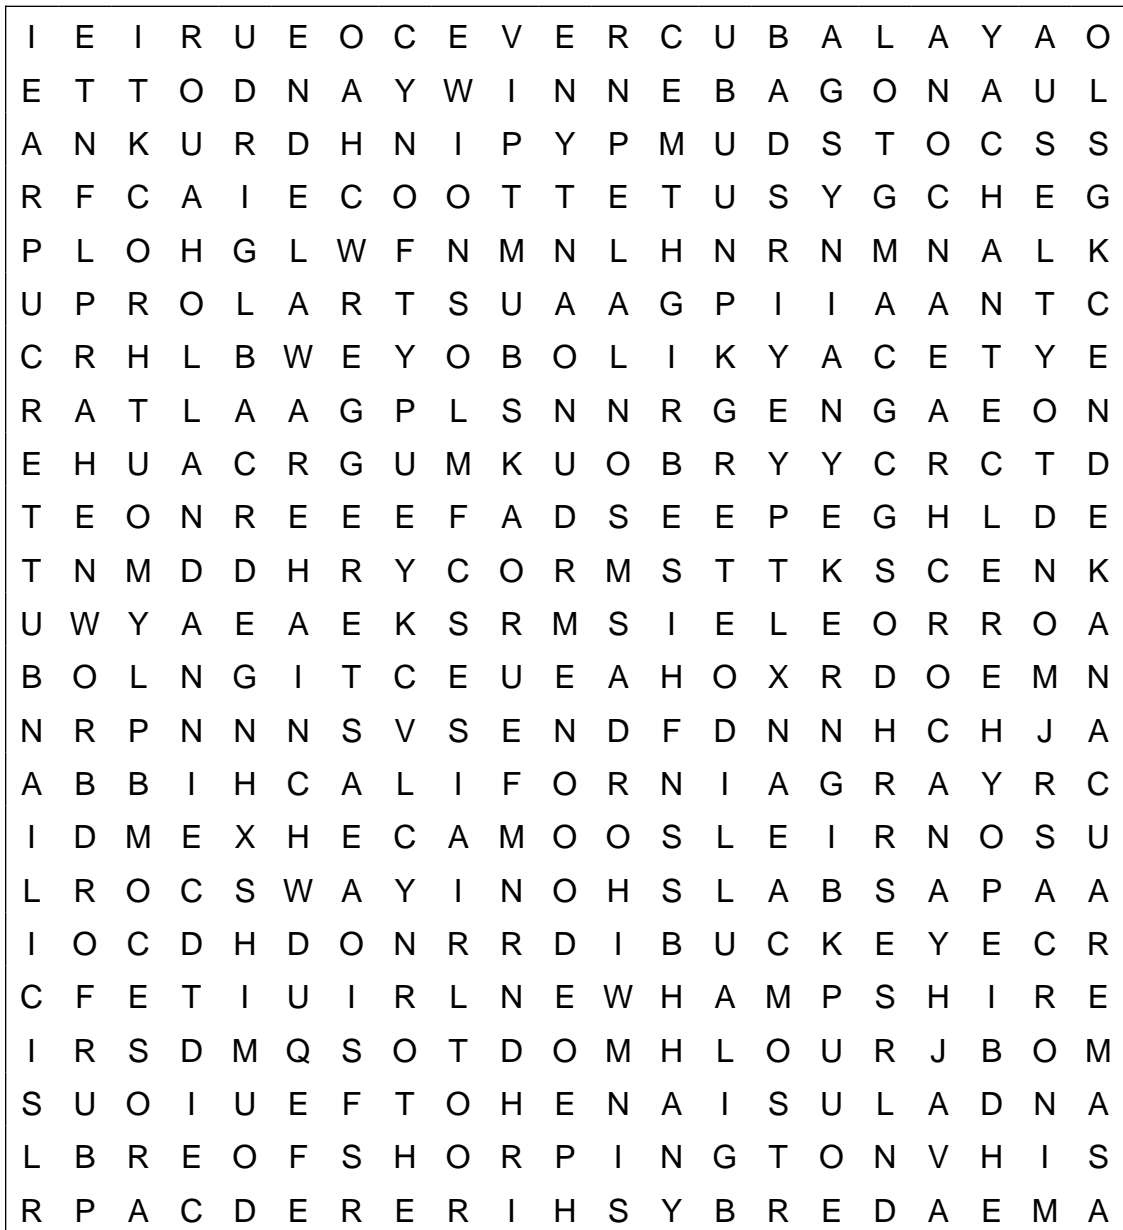 I E I R U E O C E V E R C U B A L A Y A O
E T T O D N A Y W I N N E B A G O N A U L
A N K U R D H N I P Y P M U D S T O C S S
R F C A I E C O O T T E T U S Y G C H E G
P L O H G L W F N M N L H N R N M N A L K
U P R O L A R T S U A A G P I I A A N T C
C R H L B W E Y O B O L I K Y A C E T Y E
R A T L A A G P L S N N R G E N G A E O N
E H U A C R G U M K U O B R Y Y C R C T D
T E O N R E E E F A D S E E P E G H L D E
T N M D D H R Y C O R M S T T K S C E N K
U W Y A E A E K S R M S I E L E O R R O A
B O L N G I T C E U E A H O X R D O E M N
N R P N N N S V S E N D F D N N H C H J A
A B B I H C A L I F O R N I A G R A Y R C
I D M E X H E C A M O O S L E I R N O S U
L R O C S W A Y I N O H S L A B S A P A A
I O C D H D O N R R D I B U C K E Y E C R
C F E T I U I R L N E W H A M P S H I R E
I R S D M Q S O T D O M H L O U R J B O M
S U O I U E F T O H E N A I S U L A D N A
L B R E O F S H O R P I N G T O N V H I S
R P A C D E R E R I H S Y B R E D A E M A